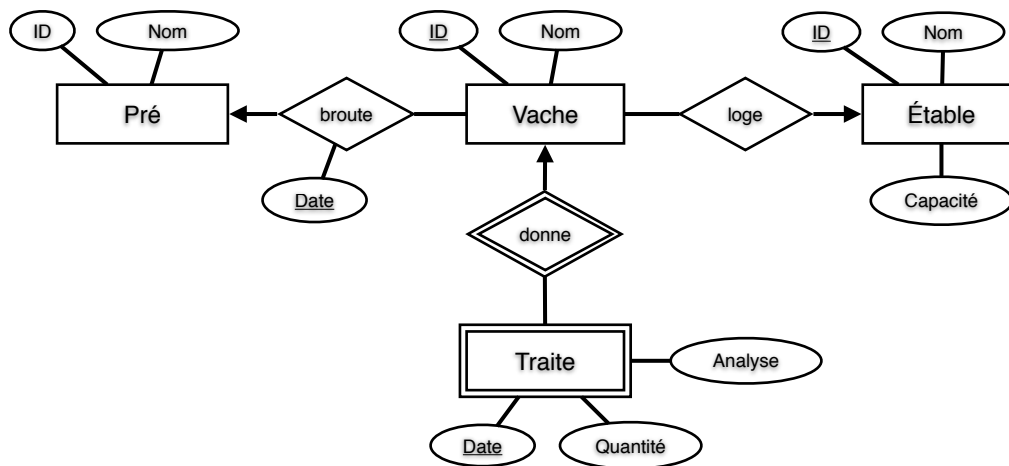 ID
Nom
ID
Nom
ID
Nom
Pré
broute
Vache
loge
Étable
Date
Capacité
donne
Traite
Analyse
Date
Quantité